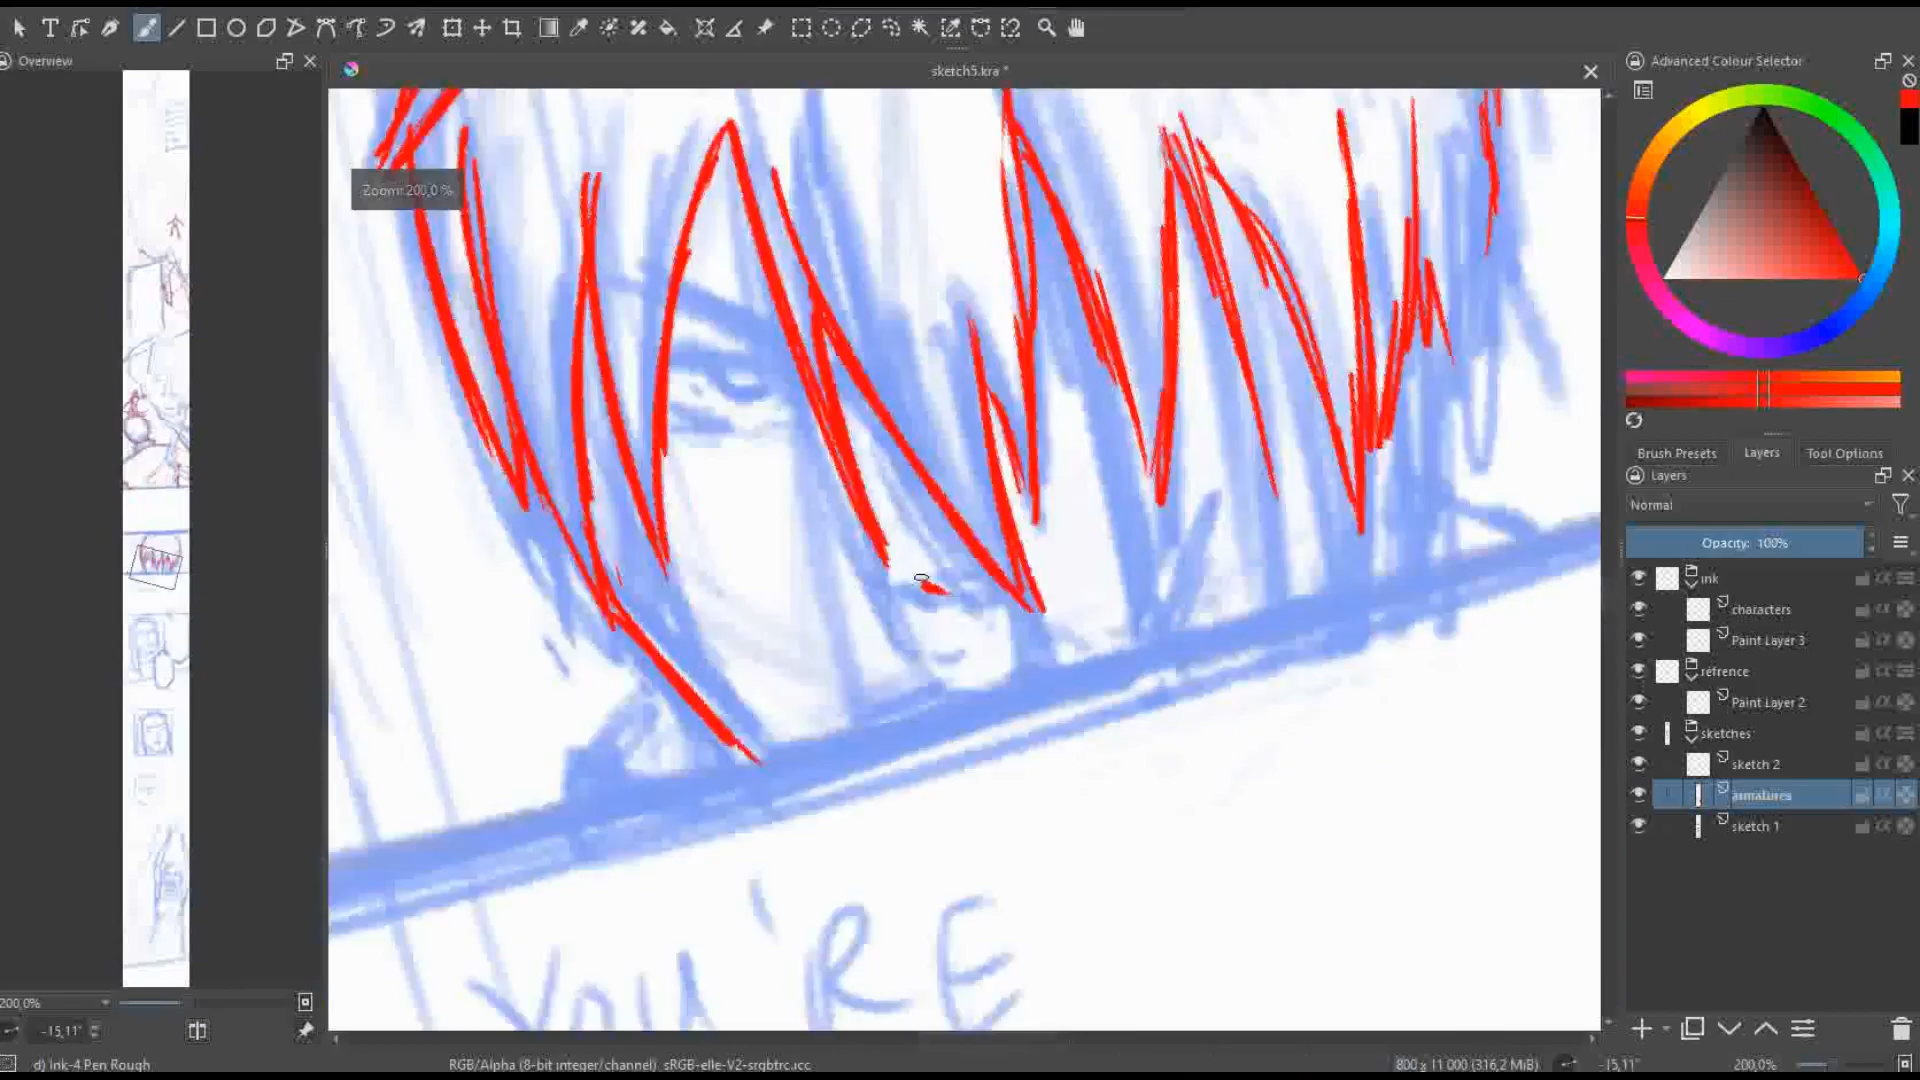 Overview
sketch5.kra *
Advanced Colour Selector
Zoom: 200,0 %
Brush Presets
Layers
Tool Options
Layers
Normal
Opacity: 100%
ink
characters
Paint Layer 3
refrence
Paint Layer 2
sketches
sketch 2
armatures
sketch 1
YOU'RE
200,0%
-15,11°
d) Ink-4 Pen Rough
RGB/Alpha (8-bit integer/channel) sRGB-elle-V2-srgbtrc.icc
800 x 11 000 (316,2 MiB)
-15,11°
200,0%